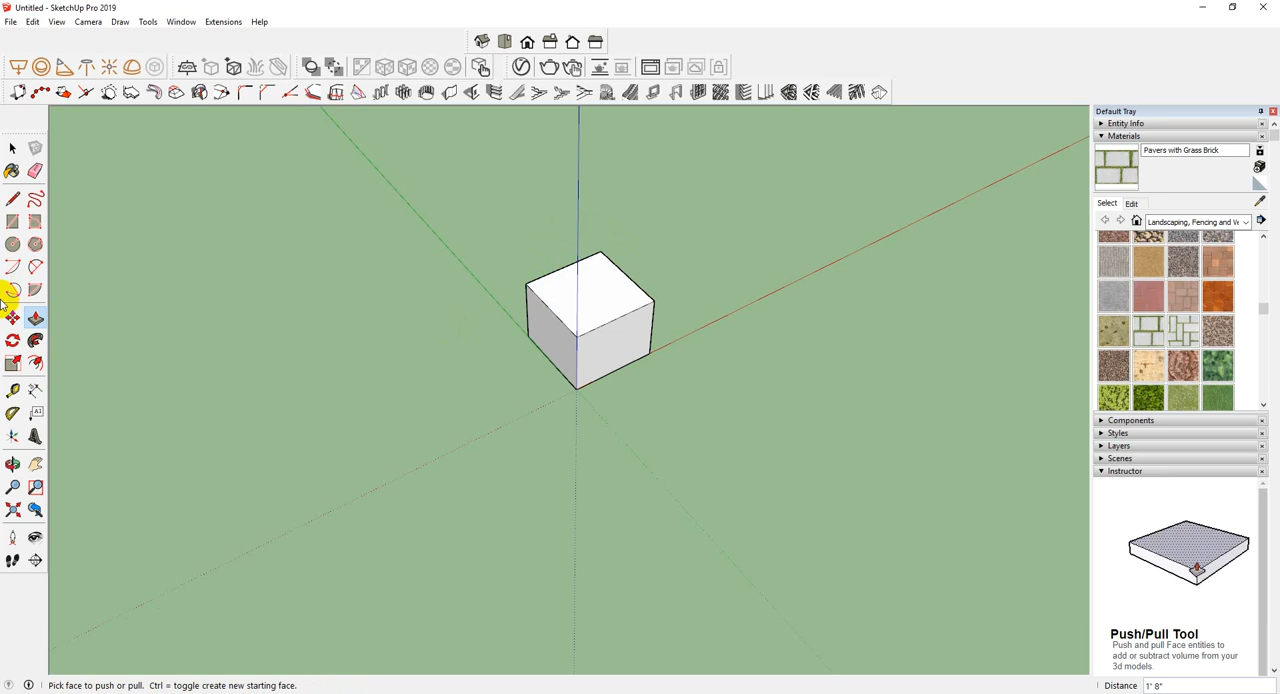 Untitled - SketchUp Pro 2019
File Edit View Camera Draw Tools Window Extensions Help
Default Tray
Entity Info
Materials
Pavers with Grass Brick
Select Edit
Landscaping, Fencing and Ve
Components
Styles
Layers
Scenes
Instructor
Push/Pull Tool
Push and pull Face entities to
add or subtract volume from your
3d models.
Pick face to push or pull. Ctrl = toggle create new starting face.
Distance 1' 8"